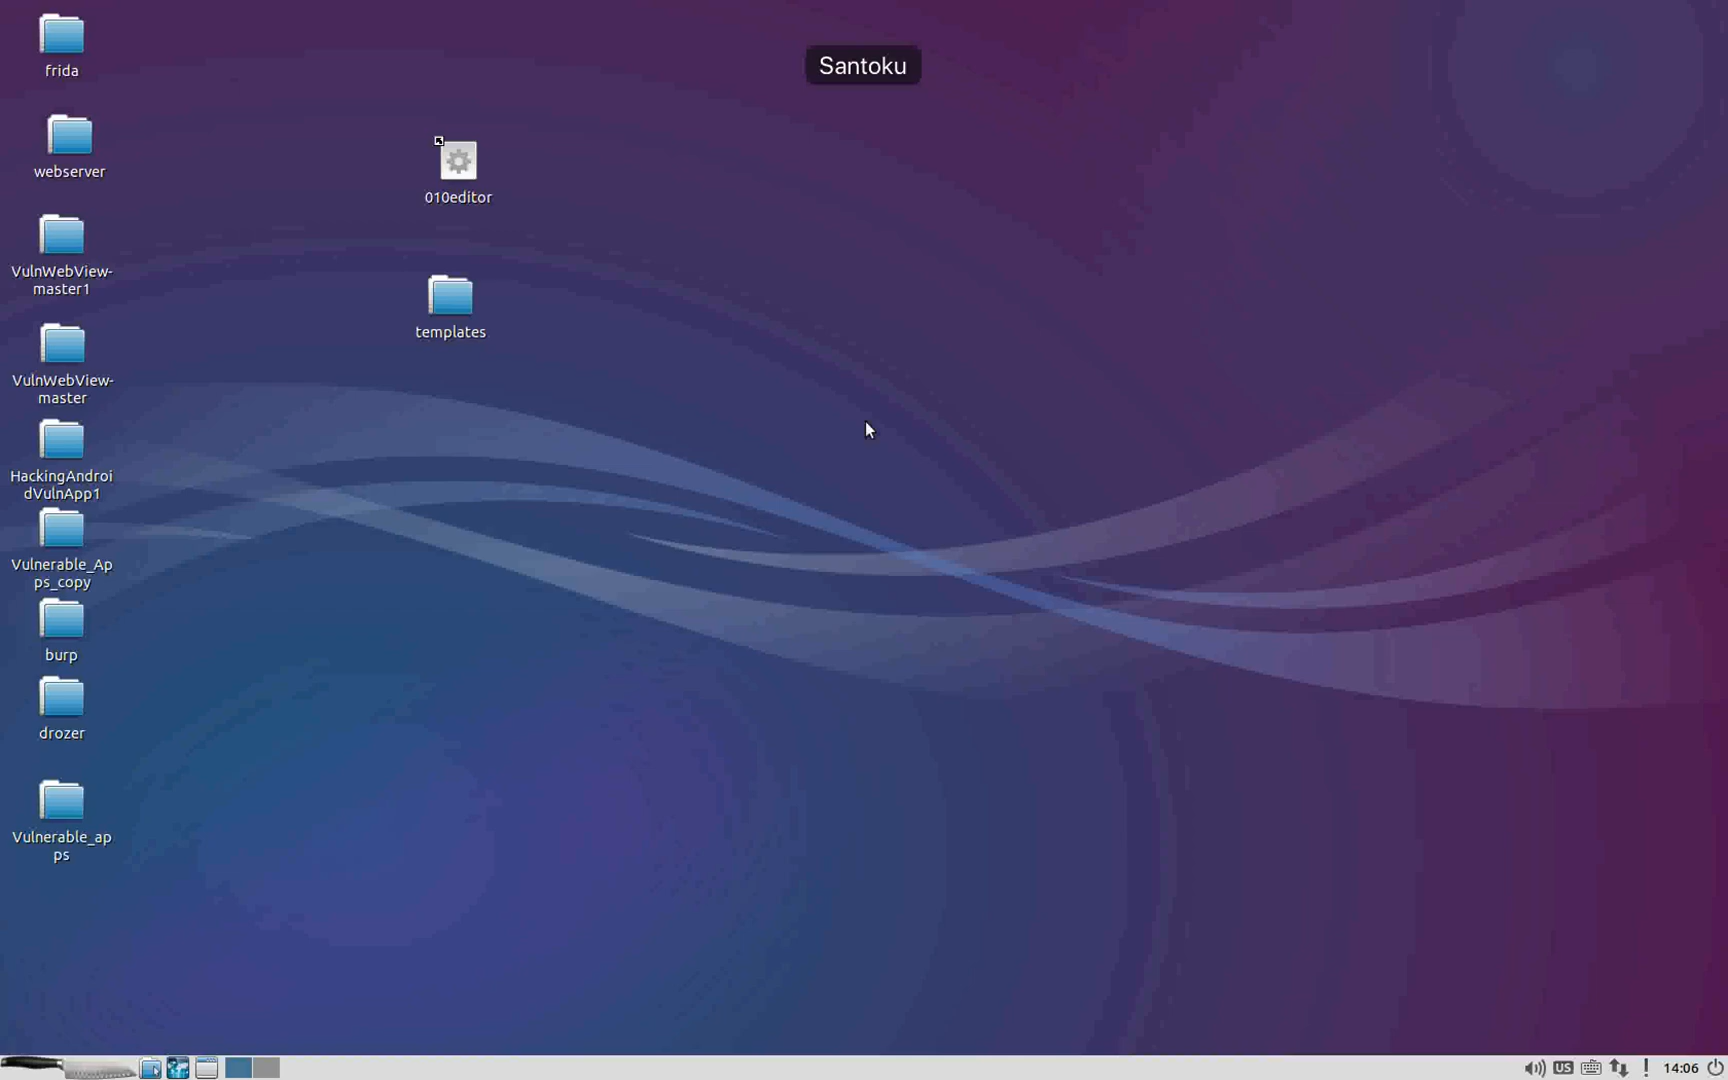 frida
Santoku
webserver
010editor
VulnWebView-
master1
templates
VulnWebView-
master
HackingAndroi
dVulnApp1
Vulnerable_Ap
ps_copy
burp
drozer
Vulnerable_ap
ps
US
14:06